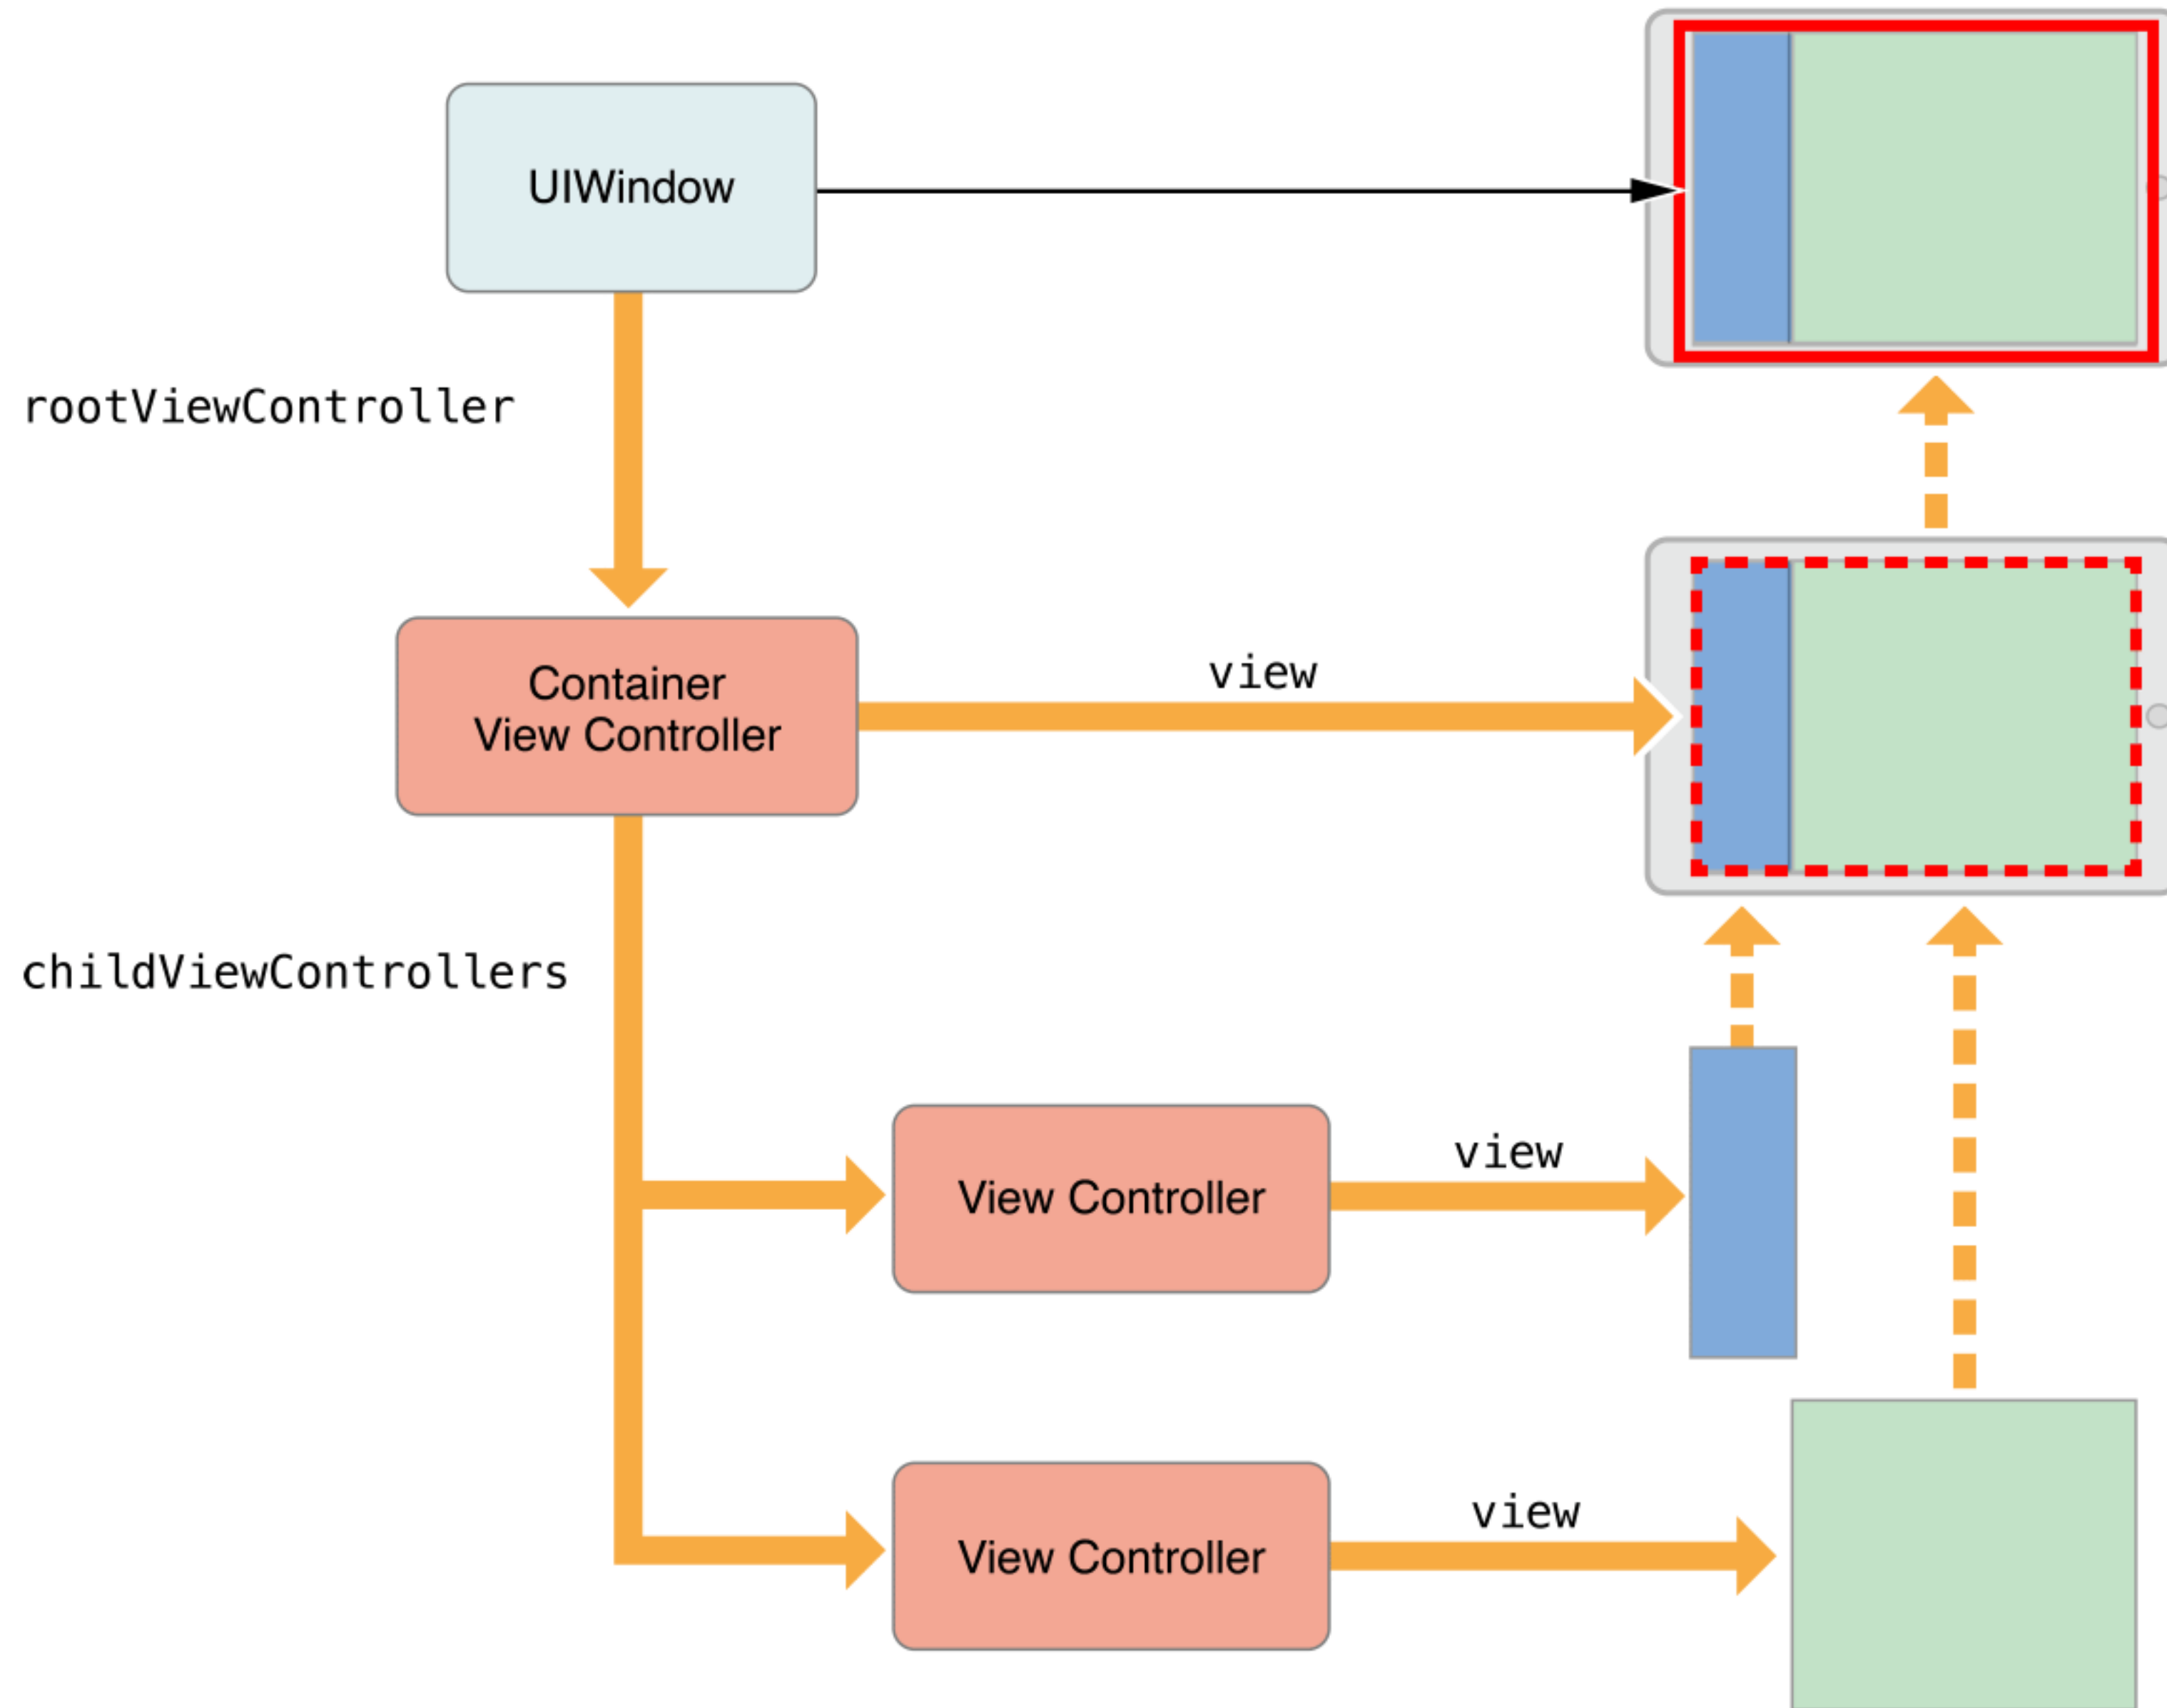 UIWindow
rootViewController
Container
View Controller
view
childViewControllers
View Controller
view
View Controller
view